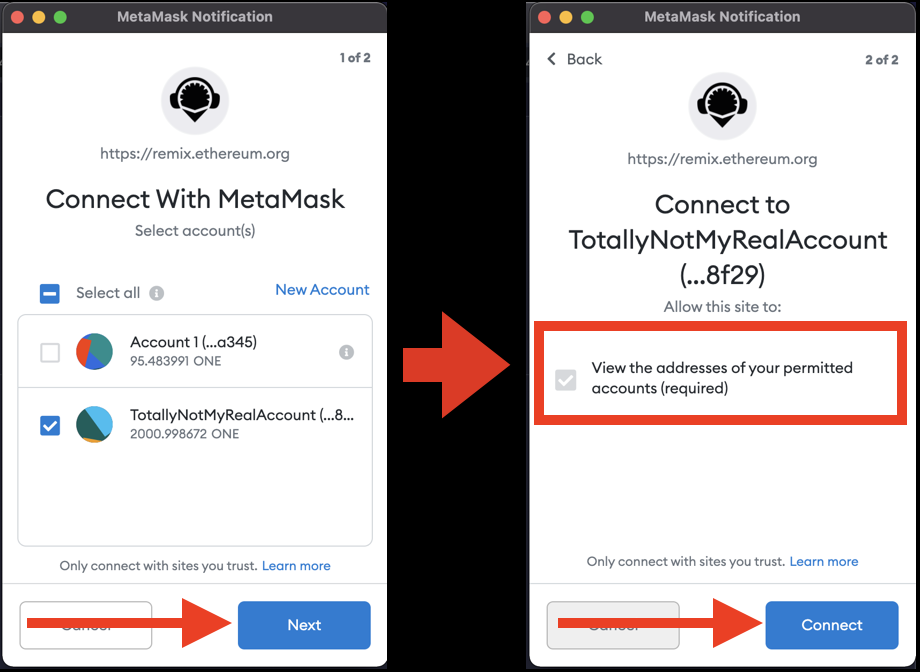 MetaMask Notification
1 of 2
https://remix.ethereum.org
Connect With MetaMask
Select account(s)
Select all
New Account
Account 1 (...a345)
95.483991 ONE
TotallyNotMyRealAccount (...8...
2000.998672 ONE
Only connect with sites you trust. Learn more
Next
MetaMask Notification
Back
2 of 2
https://remix.ethereum.org
Connect to
TotallyNotMyRealAccount
(...8f29)
Allow this site to:
View the addresses of your permitted
accounts (required)
Only connect with sites you trust. Learn more
Connect